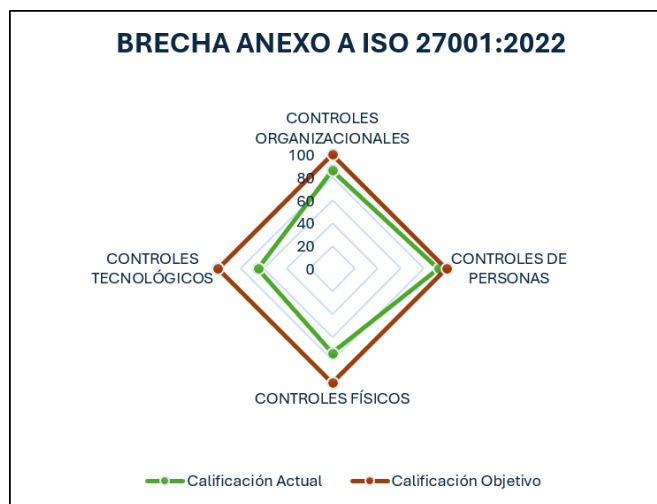 BRECHA ANEXO A ISO 27001:2022
CONTROLES
ORGANIZACIONALES
100
80
60
40
20
0
CONTROLES
TECNOLÓGICOS
CONTROLES DE
PERSONAS
CONTROLES FÍSICOS
Calificación Actual
Calificación Objetivo